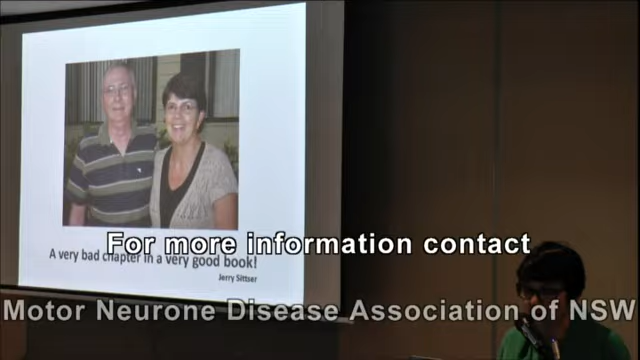 A very bad chapter in a very good book!
Jerry Sittser
For more information contact
Motor Neurone Disease Association of NSW